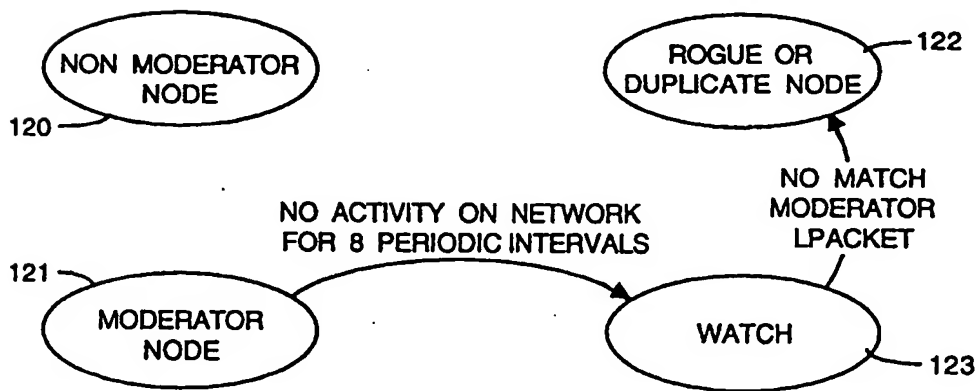 NON MODERATOR
NODE
120
ROGUE OR
DUPLICATE NODE
122
NO MATCH
MODERATOR
LPACKET
NO ACTIVITY ON NETWORK
FOR 8 PERIODIC INTERVALS
121
MODERATOR
NODE
WATCH
123